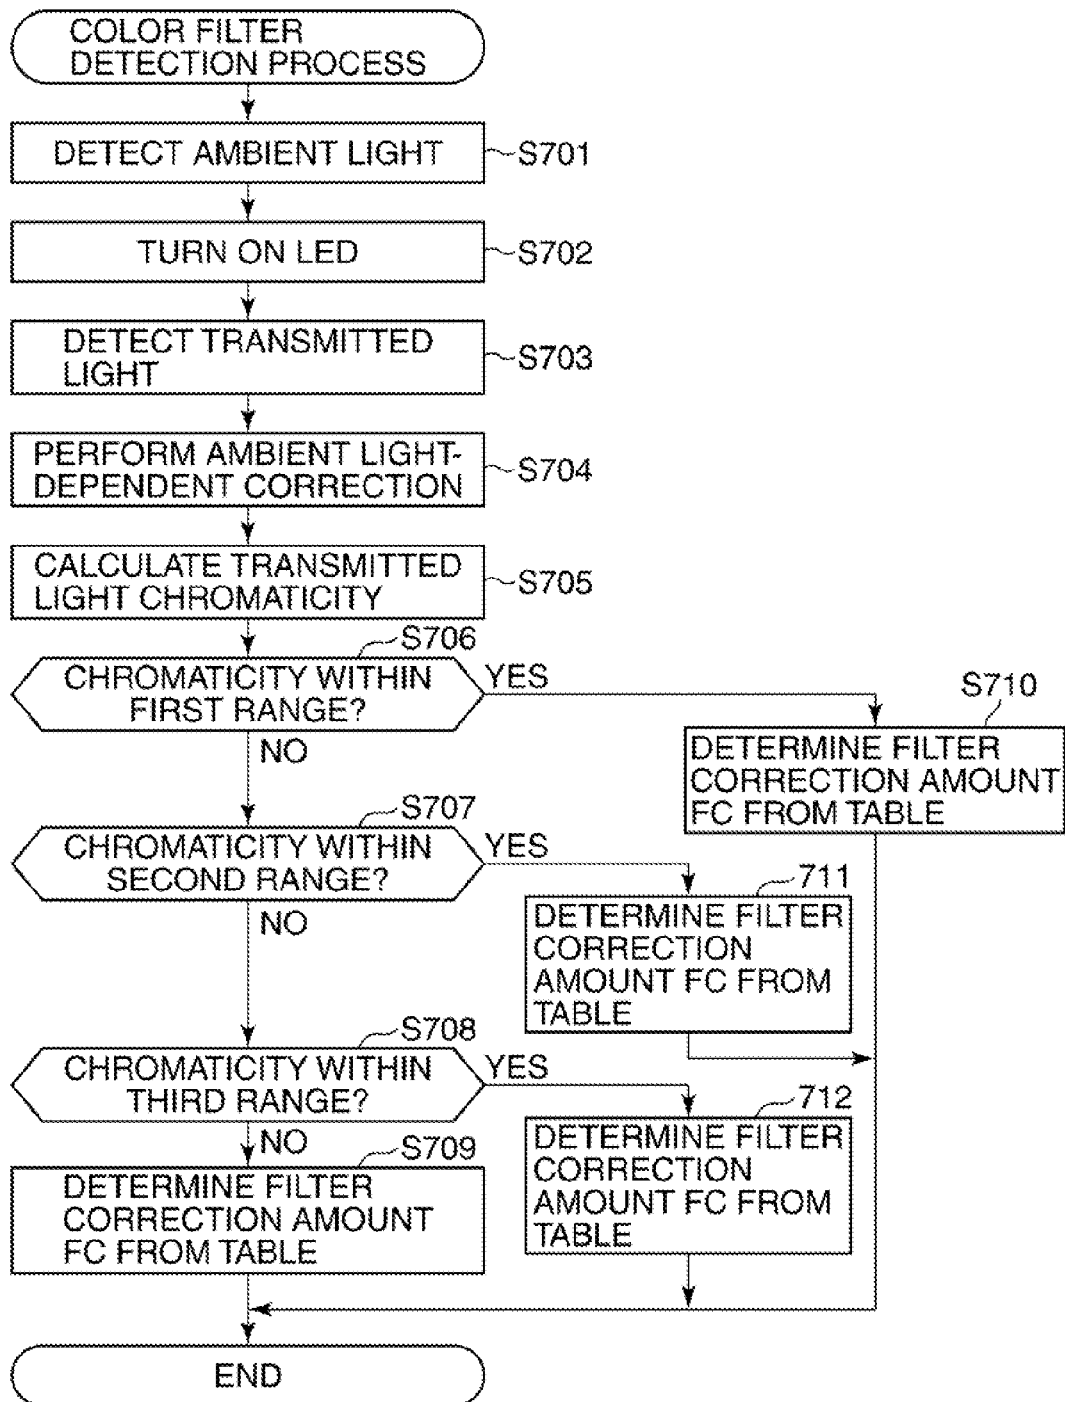 COLOR FILTER
DETECTION PROCESS
DETECT AMBIENT LIGHT
S701
TURN ON LED
S702
DETECT TRANSMITTED
LIGHT
S703
PERFORM AMBIENT LIGHT-
DEPENDENT CORRECTION
S704
CALCULATE TRANSMITTED
LIGHT CHROMATICITY
S705
S706
CHROMATICITY WITHIN
FIRST RANGE?
YES
NO
S710
DETERMINE FILTER
CORRECTION AMOUNT
FC FROM TABLE
S707
CHROMATICITY WITHIN
SECOND RANGE?
YES
NO
711
DETERMINE FILTER
CORRECTION
AMOUNT FC FROM
TABLE
S708
CHROMATICITY WITHIN
THIRD RANGE?
YES
NO
712
DETERMINE FILTER
CORRECTION
AMOUNT FC FROM
TABLE
S709
DETERMINE FILTER
CORRECTION AMOUNT
FC FROM TABLE
END